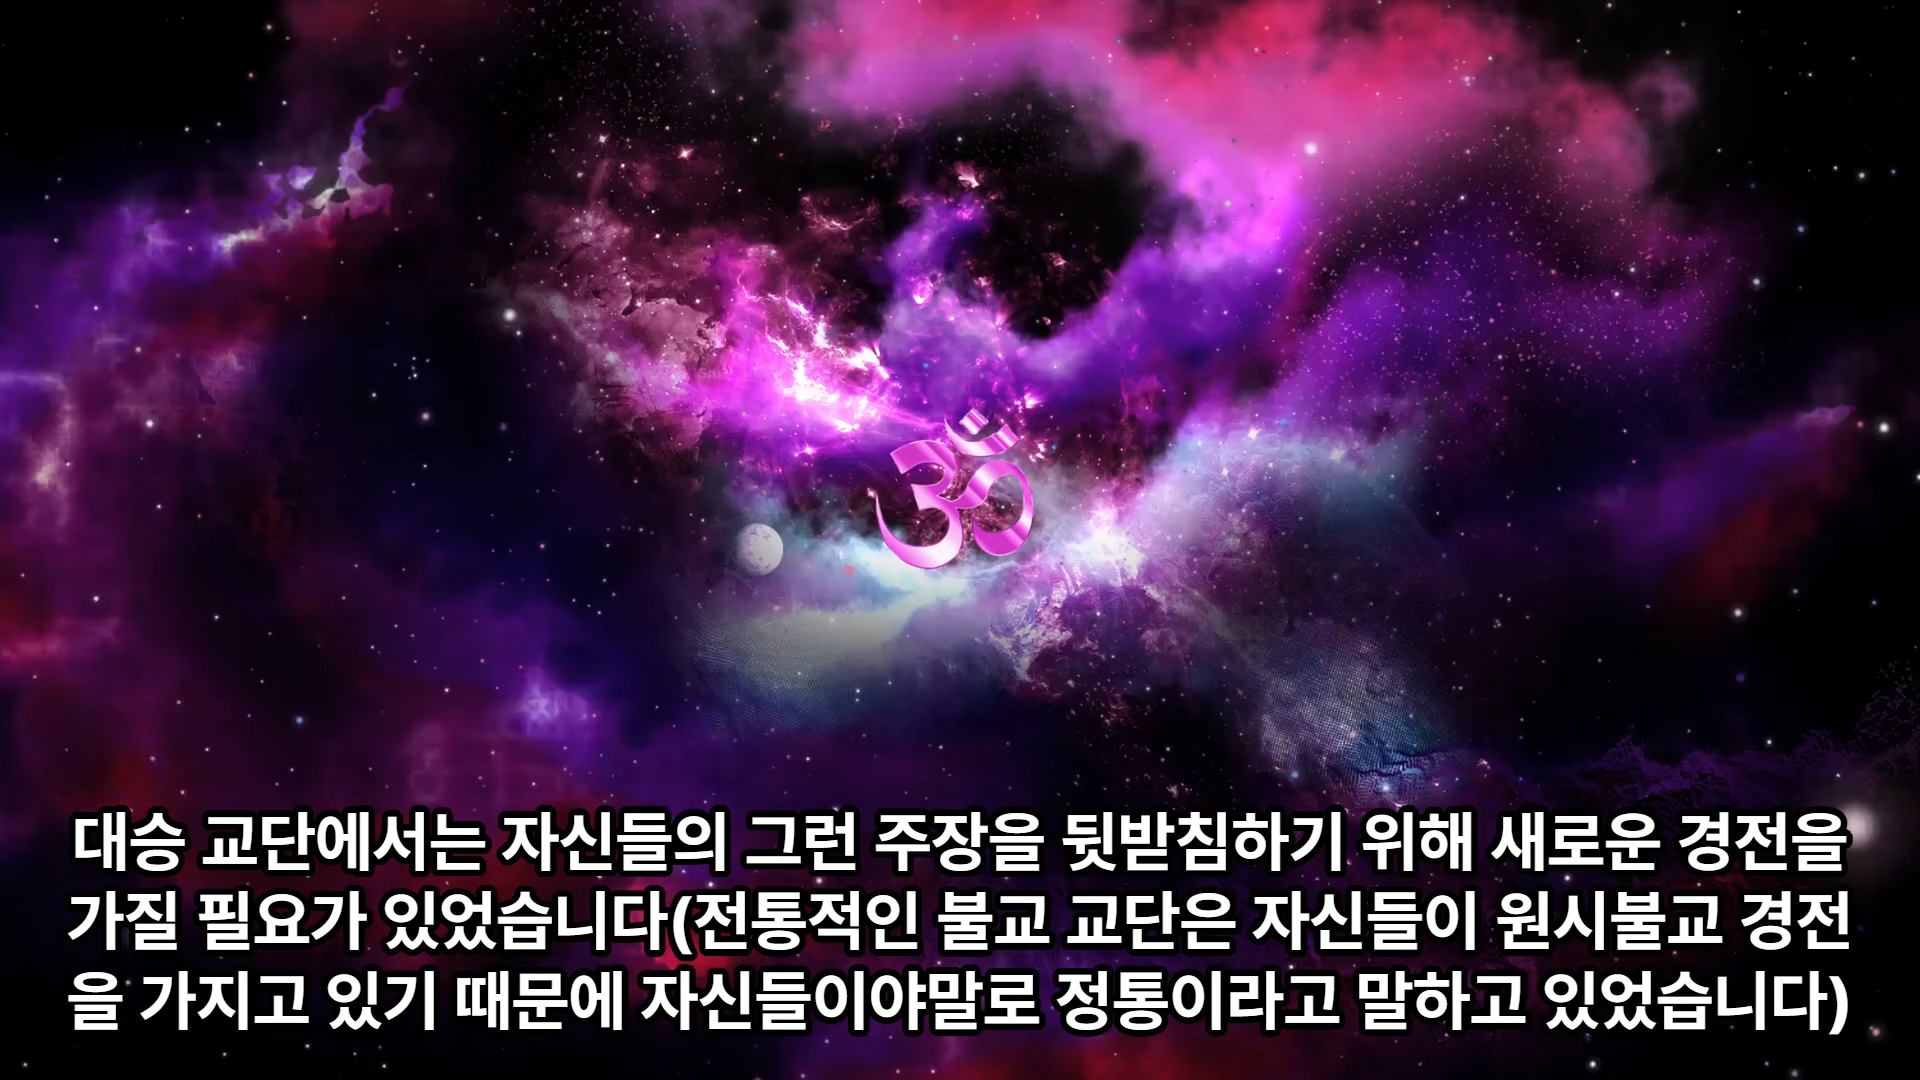 ॐ
대승 교단에서는 자신들의 그런 주장을 뒷받침하기 위해 새로운 경전을
가질 필요가 있었습니다(전통적인 불교 교단은 자신들이 원시불교 경전
을 가지고 있기 때문에 자신들이야말로 정통이라고 말하고 있었습니다)